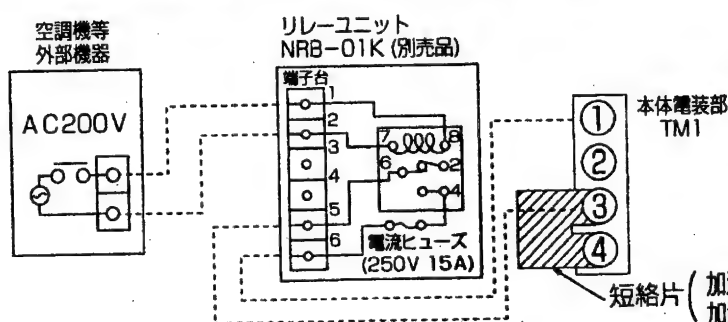 空調機等
外部機器
AC200V
リレーユニット
NRB-01K (別売品)
端子台
1
2
3
4
5
6
7
8
6
2
4
電流ヒューズ
(250V 15A)
本体電装部
TM1
①
②
③
④
短絡片